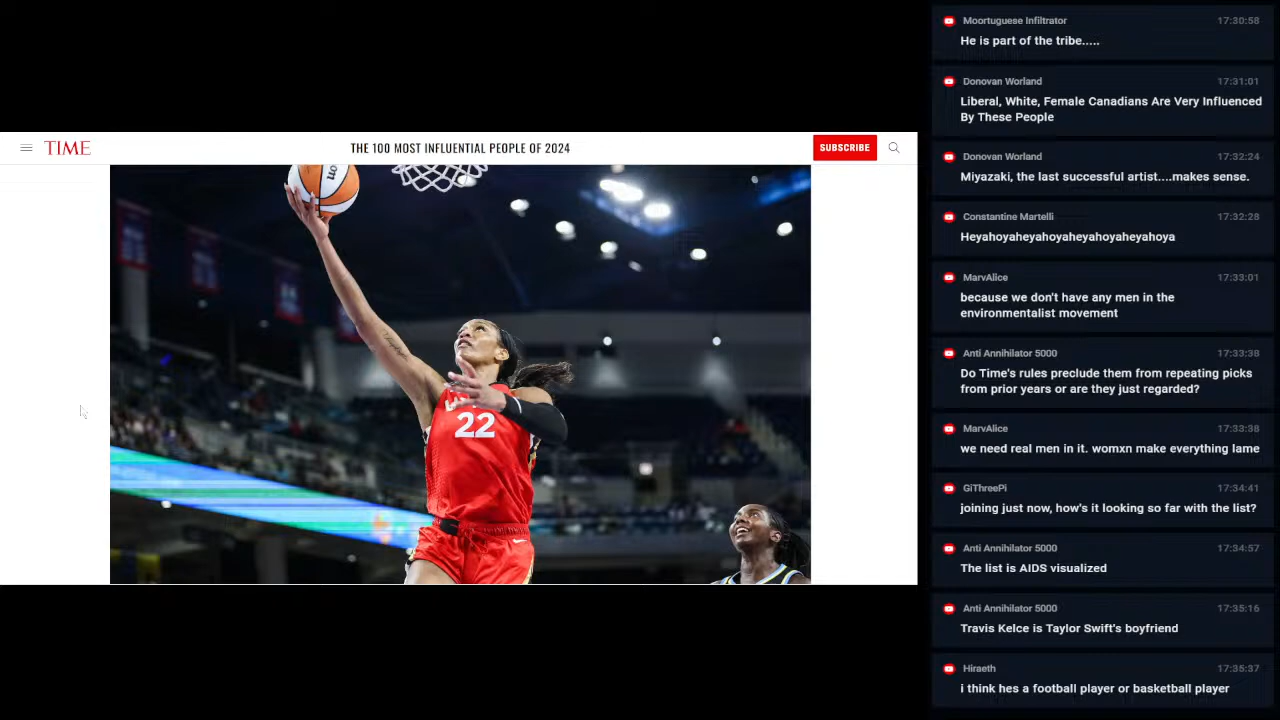 TIME
THE 100 MOST INFLUENTIAL PEOPLE OF 2024
SUBSCRIBE
22
Moortuguese Infiltrator
17:30:58
He is part of the tribe.....
Donovan Worland
17:31:01
Liberal, White, Female Canadians Are Very Influenced
By These People
Donovan Worland
17:32:24
Miyazaki, the last successful artist....makes sense.
Constantine Martelli
17:32:28
Heyahoyaheyahoyaheyahoyaheyahoya
MarvAlice
17:33:01
because we don't have any men in the
environmentalist movement
Anti Annihilator 5000
17:33:38
Do Time's rules preclude them from repeating picks
from prior years or are they just regarded?
MarvAlice
17:33:38
we need real men in it. womxn make everything lame
GiThreePi
17:34:41
joining just now, how's it looking so far with the list?
Anti Annihilator 5000
17:34:57
The list is AIDS visualized
Anti Annihilator 5000
17:35:16
Travis Kelce is Taylor Swift's boyfriend
Hiraeth
17:35:37
i think hes a football player or basketball player